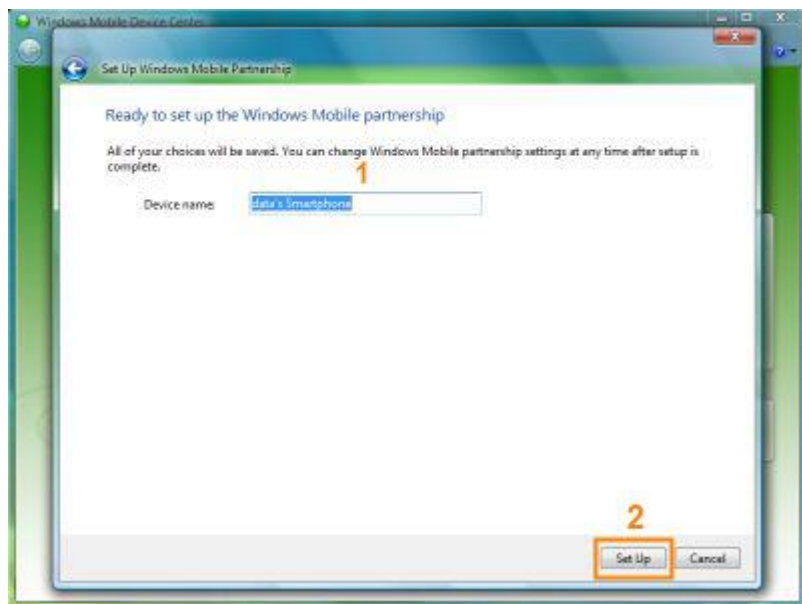 Windows Mobile Device Center
Set Up Windows Mobile Partnership
Ready to set up the Windows Mobile partnership
All of your choices will be saved. You can change Windows Mobile partnership settings at any time after setup is
complete.
1
Device name: data's Smartphone
2
Set Up Cancel